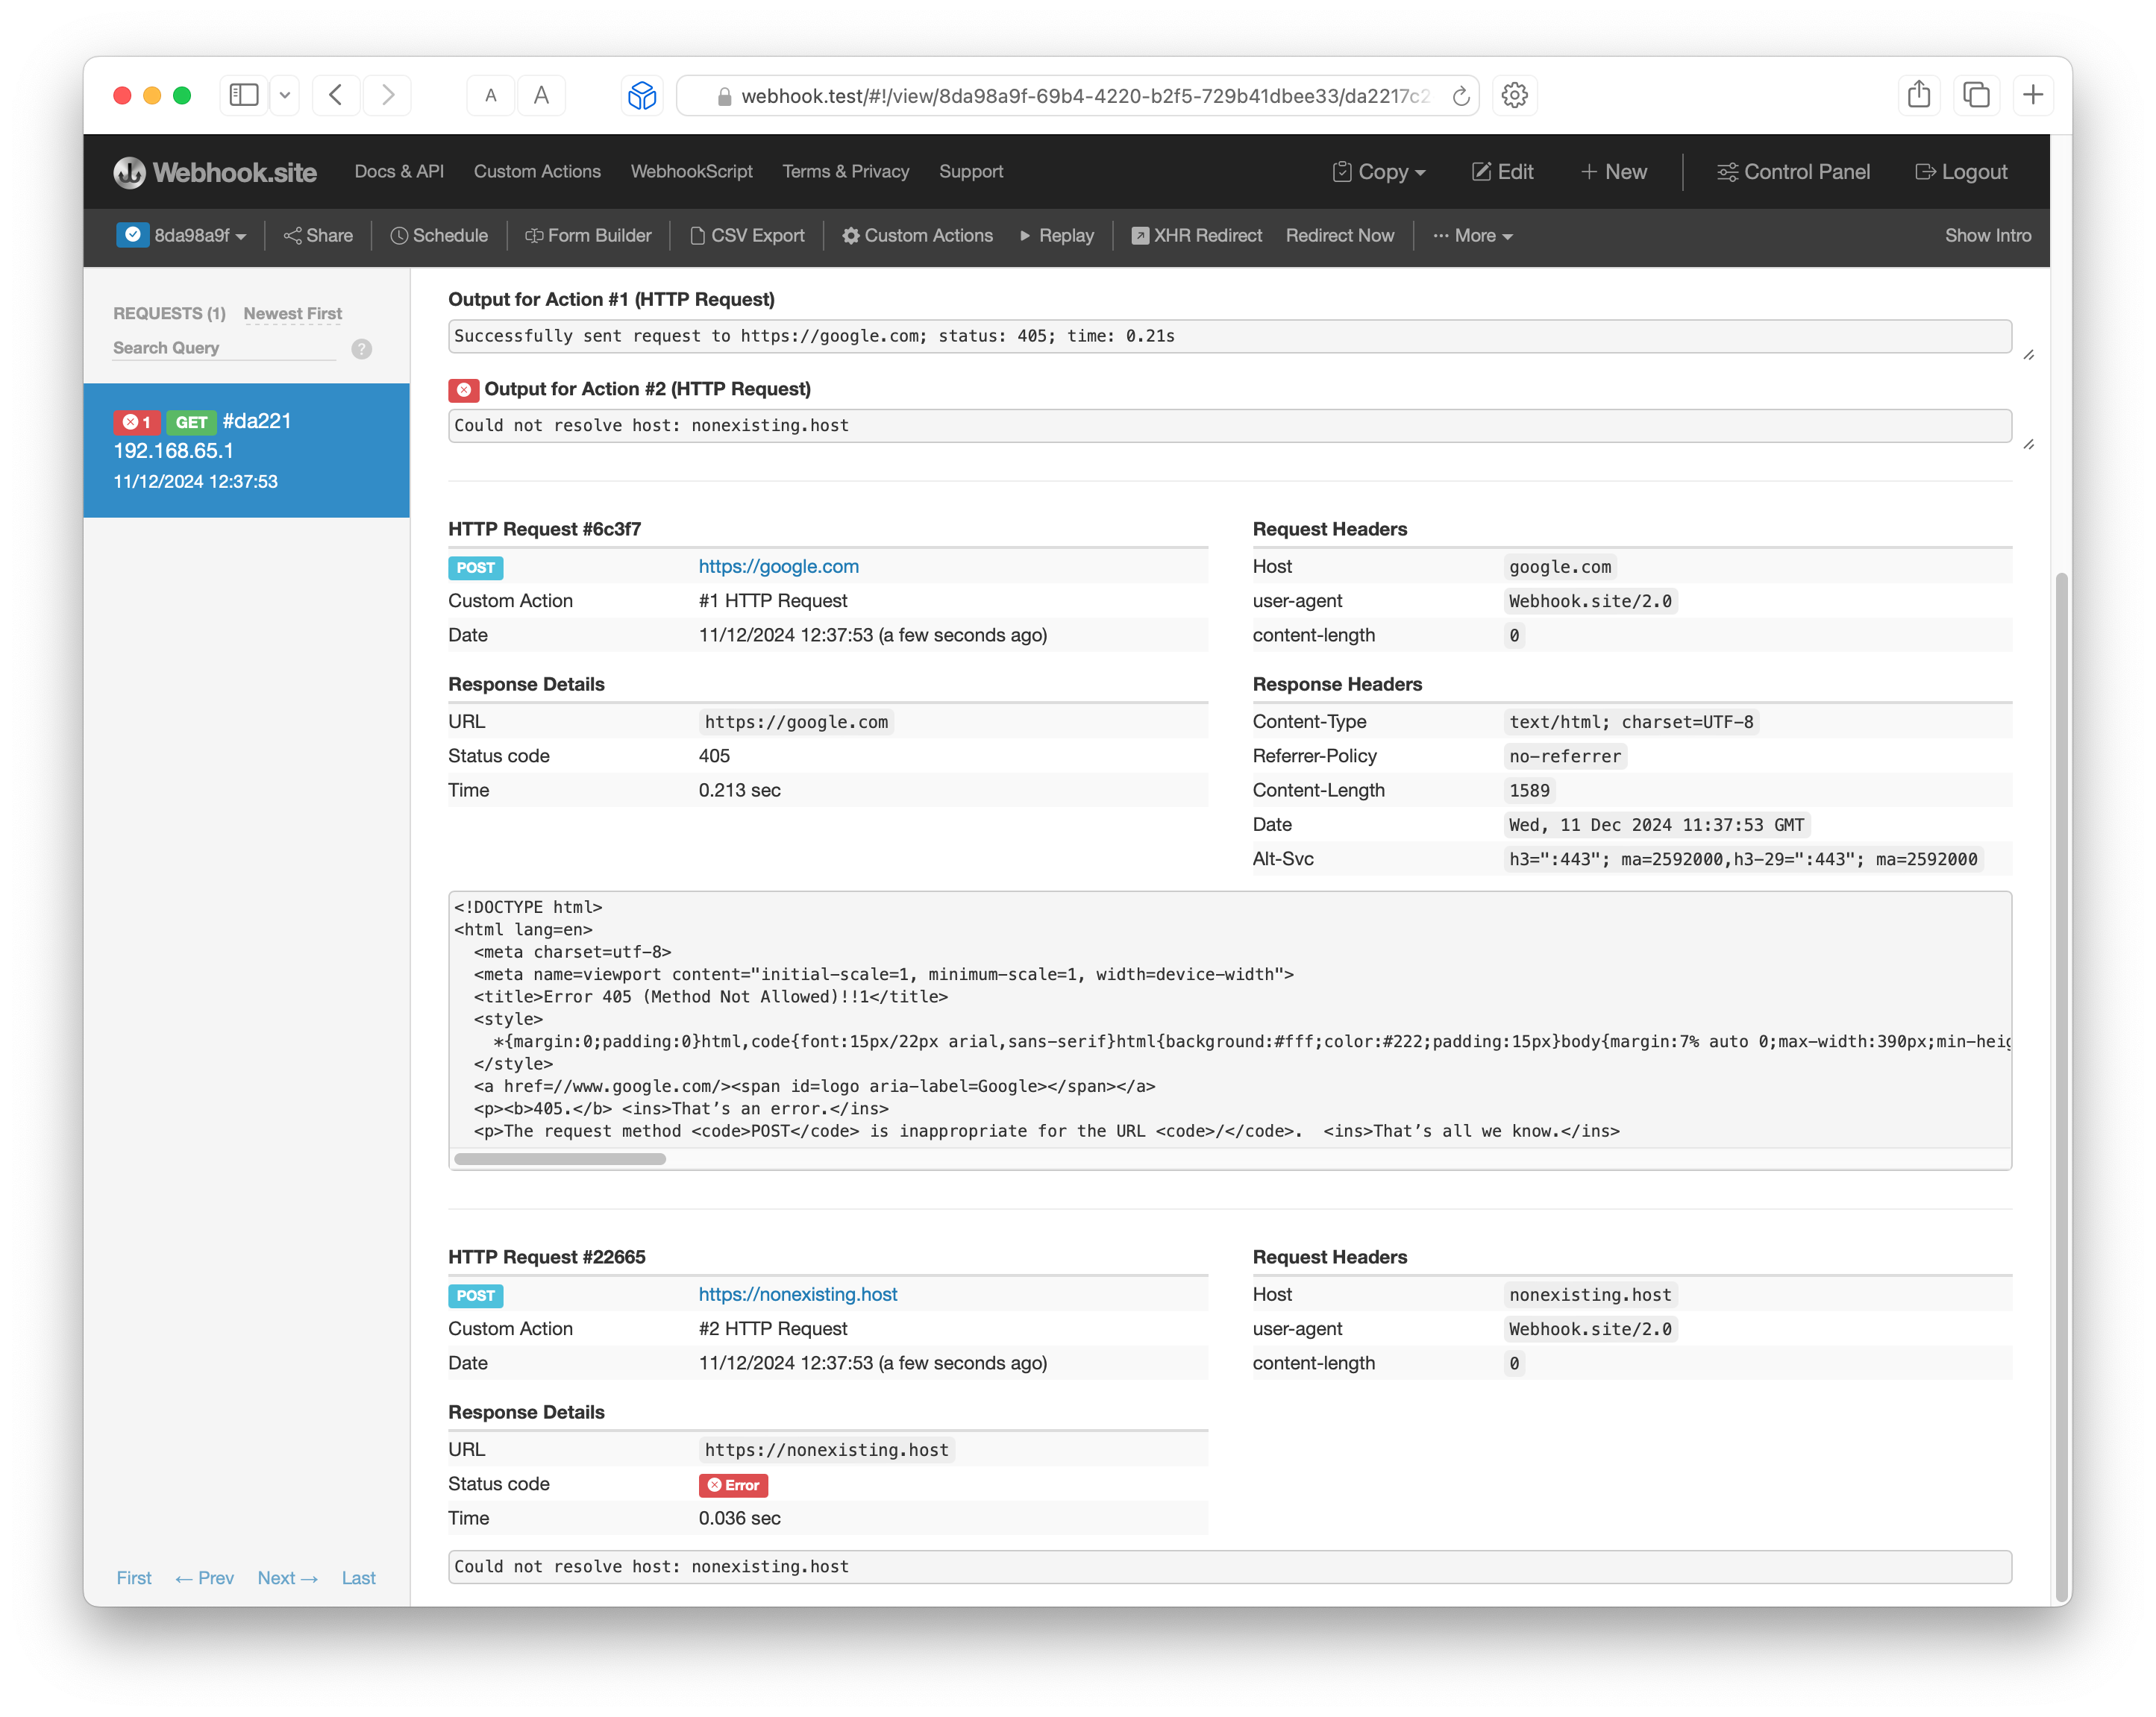 A A webhook.test/#!/view/8da98a9f-69b4-4220-b2f5-729b41dbee33/da2217c2
Webhook.site Docs & API Custom Actions WebhookScript Terms & Privacy Support Copy Edit + New Control Panel Logout
8da98a9f Share Schedule Form Builder CSV Export Custom Actions Replay XHR Redirect Redirect Now ··· More Show Intro
REQUESTS (1) Newest First
Search Query ?
1 GET #da221
192.168.65.1
11/12/2024 12:37:53
First ← Prev Next → Last
Output for Action #1 (HTTP Request)
Successfully sent request to https://google.com; status: 405; time: 0.21s
Output for Action #2 (HTTP Request)
Could not resolve host: nonexisting.host
HTTP Request #6c3f7
POST https://google.com
Custom Action #1 HTTP Request
Date 11/12/2024 12:37:53 (a few seconds ago)
Request Headers
Host google.com
user-agent Webhook.site/2.0
content-length 0
Response Details
URL https://google.com
Status code 405
Time 0.213 sec
Response Headers
Content-Type text/html; charset=UTF-8
Referrer-Policy no-referrer
Content-Length 1589
Date Wed, 11 Dec 2024 11:37:53 GMT
Alt-Svc h3=":443"; ma=2592000,h3-29=":443"; ma=2592000
<!DOCTYPE html>
<html lang=en>
<meta charset=utf-8>
<meta name=viewport content="initial-scale=1, minimum-scale=1, width=device-width">
<title>Error 405 (Method Not Allowed)!!1</title>
<style>
*{margin:0;padding:0}html,code{font:15px/22px arial,sans-serif}html{background:#fff;color:#222;padding:15px}body{margin:7% auto 0;max-width:390px;min-heig
</style>
<a href=//www.google.com/><span id=logo aria-label=Google></span></a>
<p><b>405.</b> <ins>That’s an error.</ins>
<p>The request method <code>POST</code> is inappropriate for the URL <code>/</code>.  <ins>That’s all we know.</ins>
HTTP Request #22665
POST https://nonexisting.host
Custom Action #2 HTTP Request
Date 11/12/2024 12:37:53 (a few seconds ago)
Request Headers
Host nonexisting.host
user-agent Webhook.site/2.0
content-length 0
Response Details
URL https://nonexisting.host
Status code Error
Time 0.036 sec
Could not resolve host: nonexisting.host